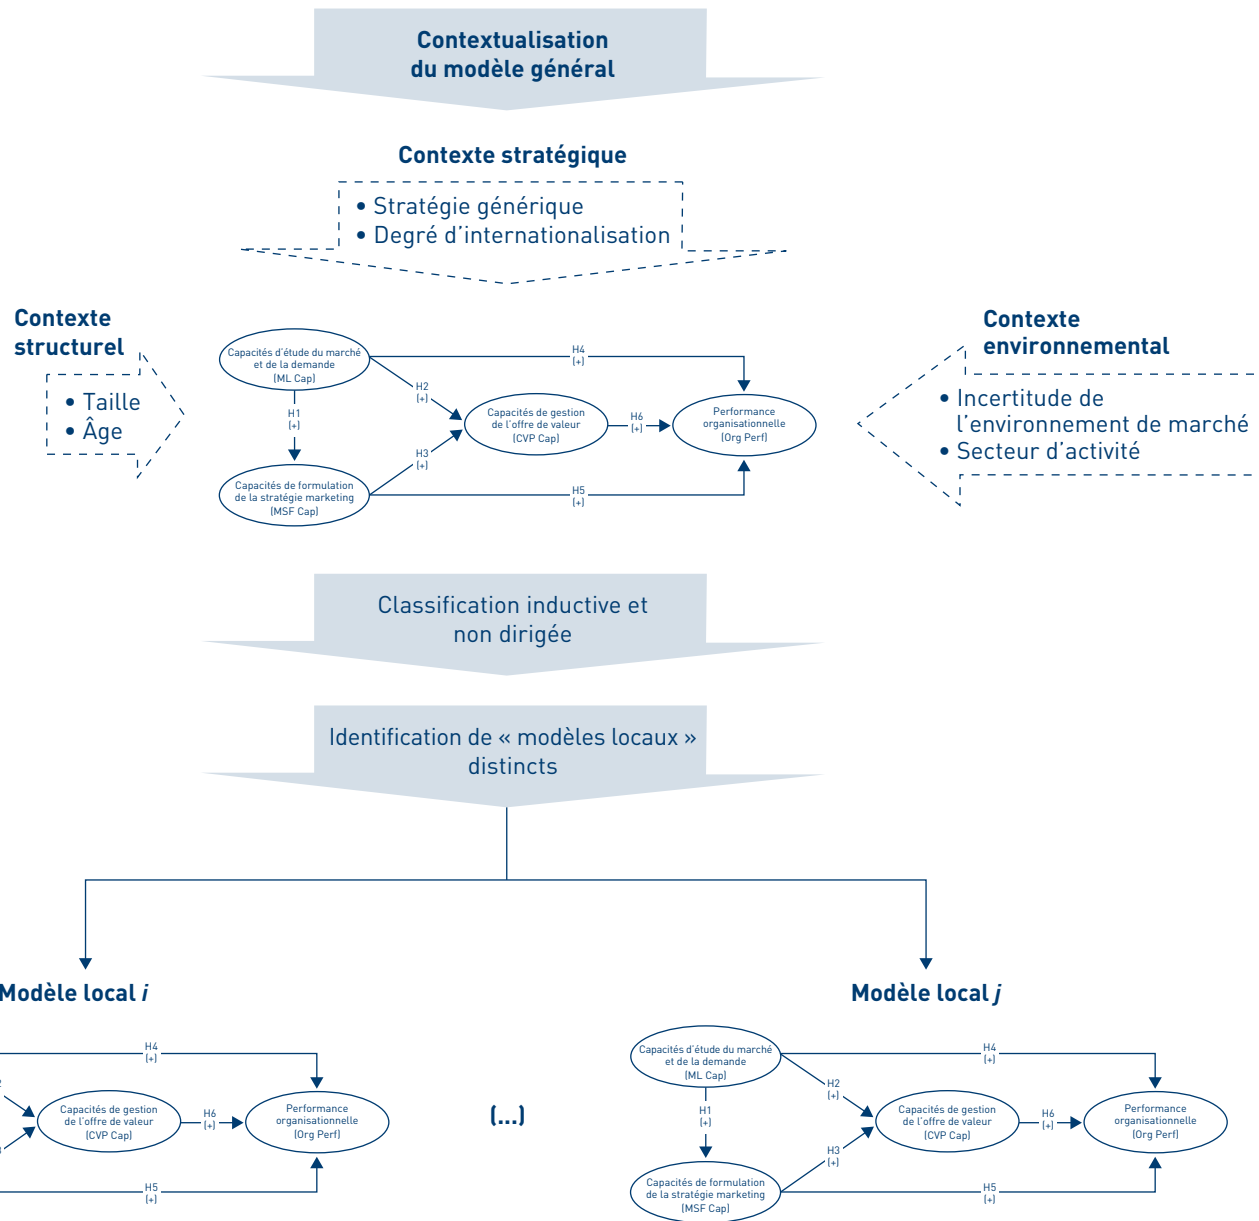 Contextualisation
du modèle général
Contexte stratégique
• Stratégie générique
• Degré d'internationalisation
Contexte
structurel
• Taille
• Âge
Contexte
environnemental
• Incertitude de
l'environnement de marché
• Secteur d'activité
Capacités d'étude du marché
et de la demande
(ML Cap)
H4
(+)
H2
(+)
H1
(+)
Capacités de gestion
de l'offre de valeur
(CVP Cap)
H6
(+)
Performance
organisationnelle
(Org Perf)
H3
(+)
Capacités de formulation
de la stratégie marketing
(MSF Cap)
H5
(+)
Classification inductive et
non dirigée
Identification de « modèles locaux »
distincts
Modèle local i
H4
(+)
Capacités de gestion
de l'offre de valeur
(CVP Cap)
H6
(+)
Performance
organisationnelle
(Org Perf)
H5
(+)
(...)
Modèle local j
Capacités d'étude du marché
et de la demande
(ML Cap)
H4
(+)
H2
(+)
H1
(+)
Capacités de gestion
de l'offre de valeur
(CVP Cap)
H6
(+)
Performance
organisationnelle
(Org Perf)
H3
(+)
Capacités de formulation
de la stratégie marketing
(MSF Cap)
H5
(+)